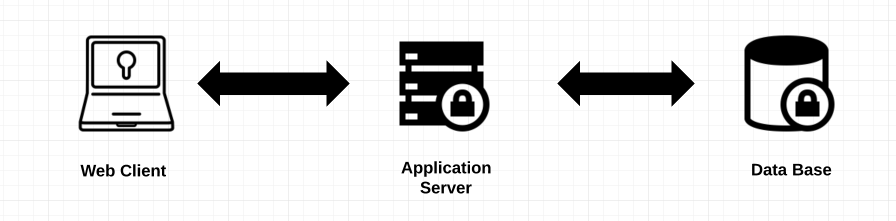 Web Client
Application
Server
Data Base